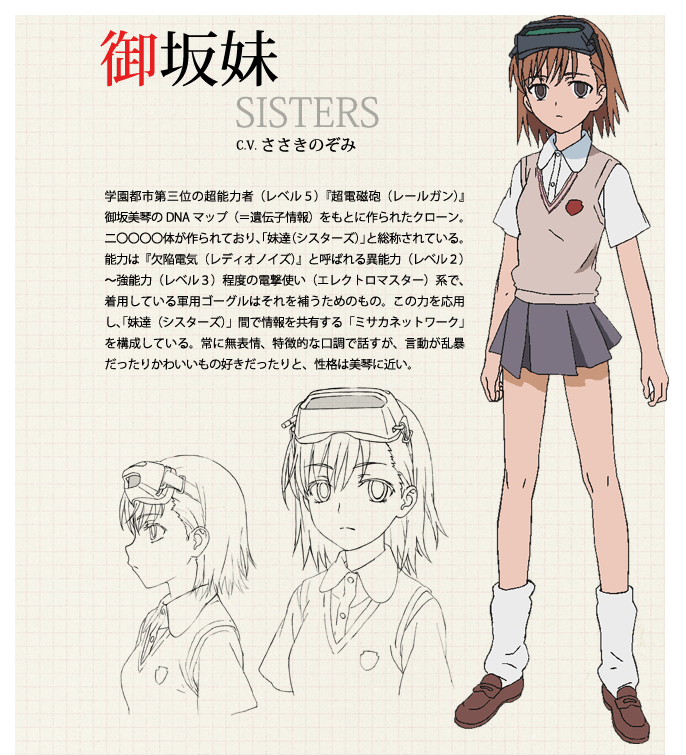 御坂妹
SISTERS
C.V. ささきのぞみ
学園都市第三位の超能力者（レベル５）『超電磁砲（レールガン）』
御坂美琴の DNA マップ（＝遺伝子情報）をもとに作られたクローン。
二〇〇〇〇体が作られており、「妹達（シスターズ）」と総称されている。
能力は『欠陥電気（レディオノイズ）』と呼ばれる異能力（レベル２）
～強能力（レベル３）程度の電撃使い（エレクトロマスター）系で、
着用している軍用ゴーグルはそれを補うためのもの。この力を応用
し、「妹達（シスターズ）」間で情報を共有する「ミサカネットワーク」
を構成している。常に無表情、特徴的な口調で話すが、言動が乱暴
だったりかわいいもの好きだったりと、性格は美琴に近い。